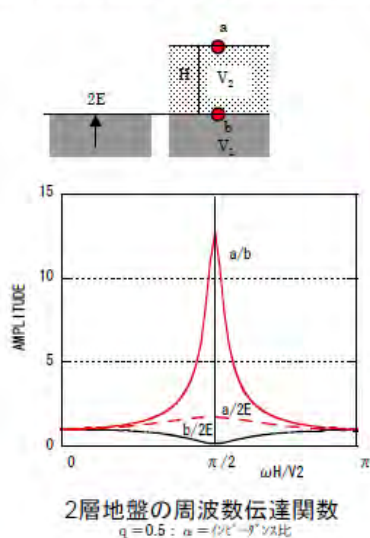 a
H
V2
2E
b
V1
15
10
5
0
AMPLITUDE
a/b
a/2E
b/2E
0
π/2
π
ωH/V2
2層地盤の周波数伝達関数
q=0.5：α=インピーダンス比